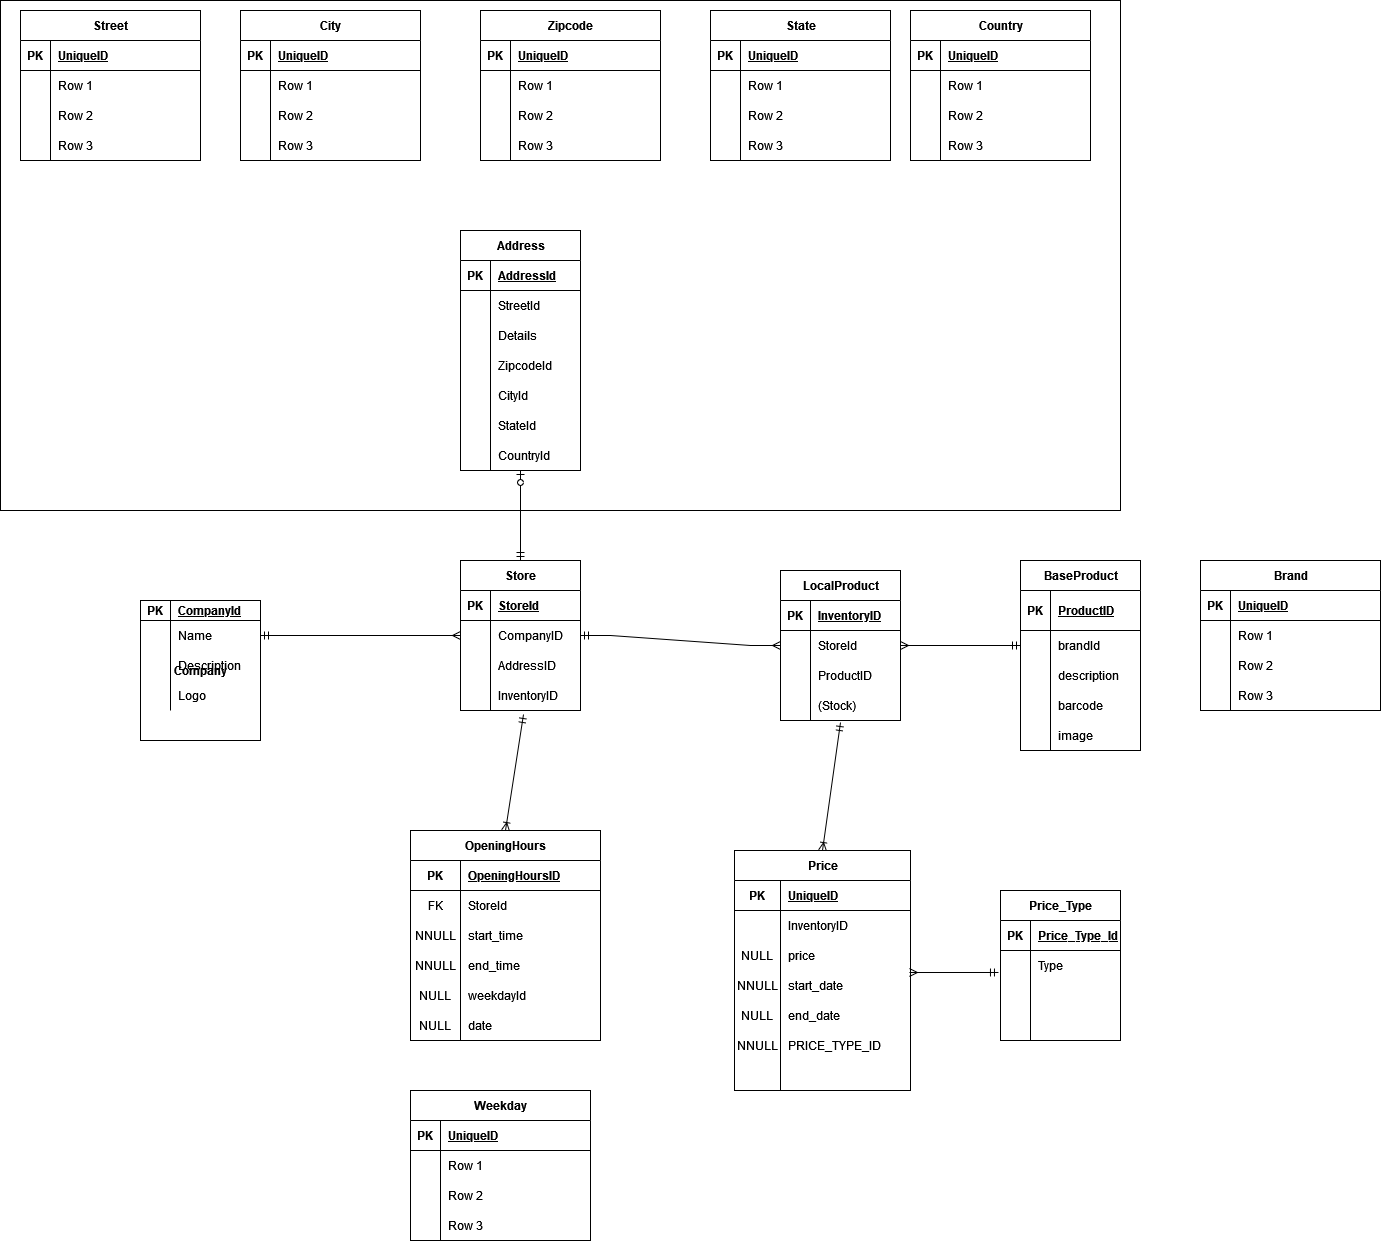 Street
PK UniqueID
Row 1
Row 2
Row 3
City
PK UniqueID
Row 1
Row 2
Row 3
Zipcode
PK UniqueID
Row 1
Row 2
Row 3
State
PK UniqueID
Row 1
Row 2
Row 3
Country
PK UniqueID
Row 1
Row 2
Row 3
Address
PK AddressId
StreetId
Details
ZipcodeId
CityId
StateId
CountryId
PK CompanyId
Name
Description
Company
Logo
Store
PK StoreId
CompanyID
AddressID
InventoryID
LocalProduct
PK InventoryID
StoreId
ProductID
(Stock)
BaseProduct
PK ProductID
brandId
description
barcode
image
Brand
PK UniqueID
Row 1
Row 2
Row 3
OpeningHours
PK OpeningHoursID
FK StoreId
NNULL start_time
NNULL end_time
NULL weekdayId
NULL date
Price
PK UniqueID
InventoryID
NULL price
NNULL start_date
NULL end_date
NNULL PRICE_TYPE_ID
Price_Type
PK Price_Type_Id
Type
Weekday
PK UniqueID
Row 1
Row 2
Row 3